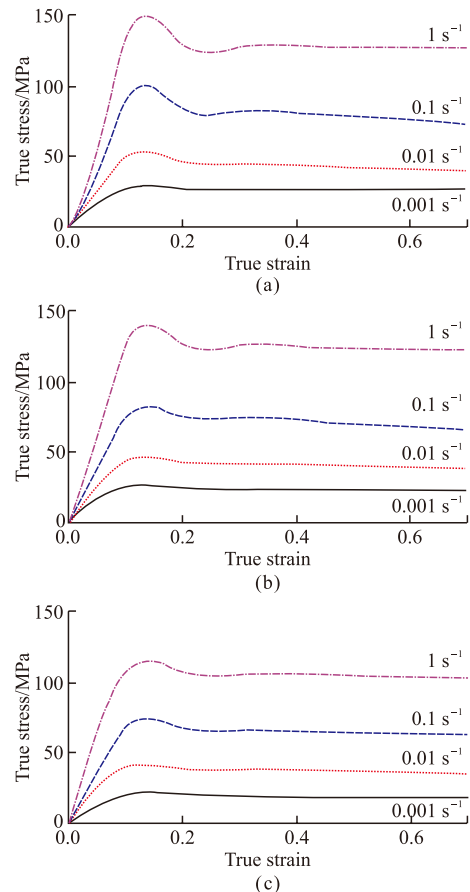 150
100
50
0
True stress/MPa
1 s⁻¹
0.1 s⁻¹
0.01 s⁻¹
0.001 s⁻¹
0.0 0.2 0.4 0.6
True strain
(a)
150
100
50
0
True stress/MPa
1 s⁻¹
0.1 s⁻¹
0.01 s⁻¹
0.001 s⁻¹
0.0 0.2 0.4 0.6
True strain
(b)
150
100
50
0
True stress/MPa
1 s⁻¹
0.1 s⁻¹
0.01 s⁻¹
0.001 s⁻¹
0.0 0.2 0.4 0.6
True strain
(c)